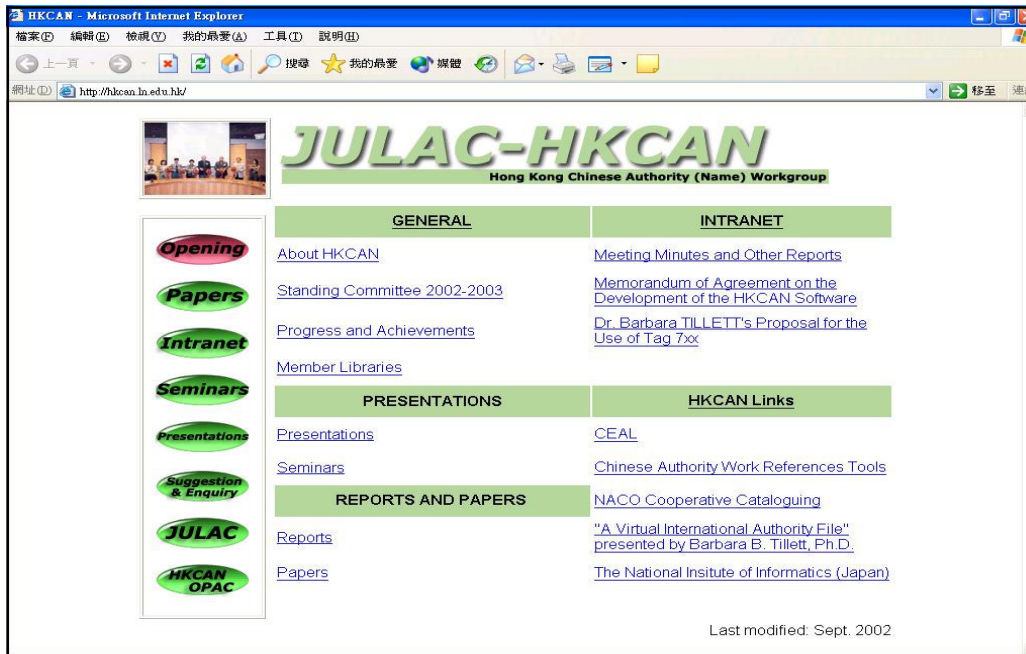 HKCAN - Microsoft Internet Explorer
檔案(F) 編輯(E) 檢視(V) 我的最愛(A) 工具(T) 說明(H)
上一頁 搜尋 我的最愛 媒體
網址(D) http://hkcan.ln.edu.hk/ 移至
JULAC-HKCAN
Hong Kong Chinese Authority (Name) Workgroup
Opening
Papers
Intranet
Seminars
Presentations
Suggestion
& Enquiry
JULAC
HKCAN
OPAC
GENERAL
About HKCAN
Standing Committee 2002-2003
Progress and Achievements
Member Libraries
PRESENTATIONS
Presentations
Seminars
REPORTS AND PAPERS
Reports
Papers
INTRANET
Meeting Minutes and Other Reports
Memorandum of Agreement on the
Development of the HKCAN Software
Dr. Barbara TILLETT's Proposal for the
Use of Tag 7xx
HKCAN Links
CEAL
Chinese Authority Work References Tools
NACO Cooperative Cataloguing
"A Virtual International Authority File"
presented by Barbara B. Tillett, Ph.D.
The National Insitute of Informatics (Japan)
Last modified: Sept. 2002